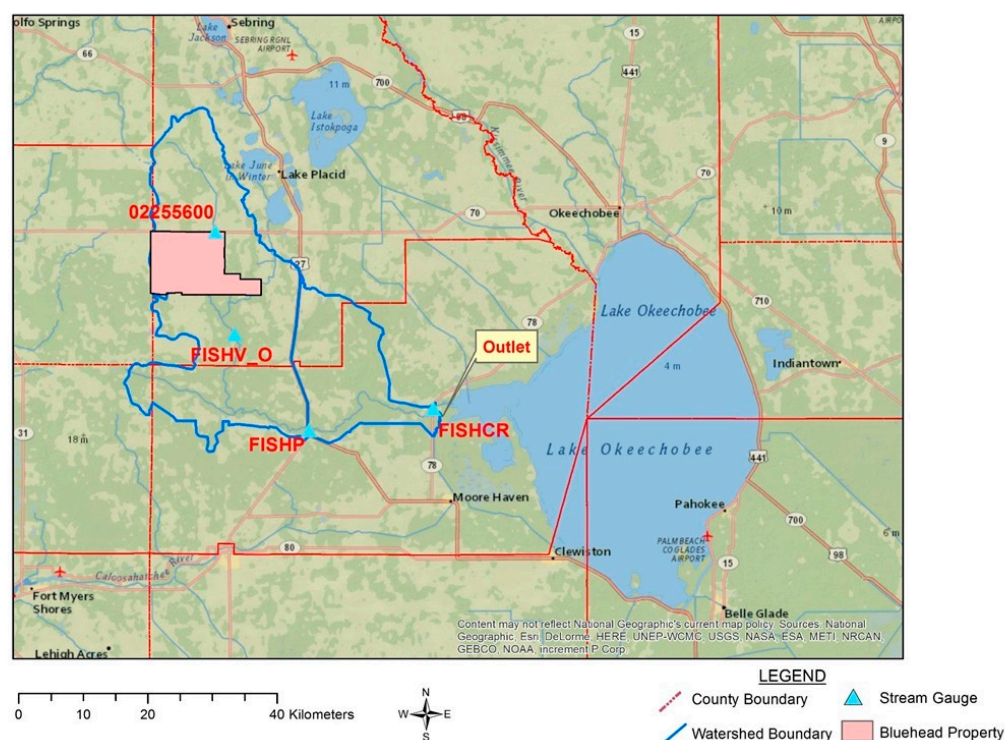 olfo Springs
Lake
Jackson
Sebring
SEBRING RGNL
AIRPORT
66
700
15
441
11 m
Lake
Istokpoga
98
9
Kissimmee River
Lake June
in Winter
Lake Placid
70
02255600
70
Okeechobee
10 m
27
710
78
Lake Okeechobee
Outlet
FISHV_O
4 m
Indiantown
FISHCR
31
18 m
FISHP
Lake Okeechobee
441
78
Moore Haven
Pahokee
700
6 m
80
Clewiston
PALM BEACH
CO GLADES
AIRPORT
15
98
Caloosahatchee River
Fort Myers
Shores
Belle Glade
Content may not reflect National Geographic's current map policy. Sources: National
Geographic, Esri, DeLorme, HERE, UNEP-WCMC, USGS, NASA, ESA, METI, NRCAN,
GEBCO, NOAA, increment P Corp.
Lehigh Acres
0 10 20 40 Kilometers
N
W E
S
LEGEND
County Boundary
Stream Gauge
Watershed Boundary
Bluehead Property